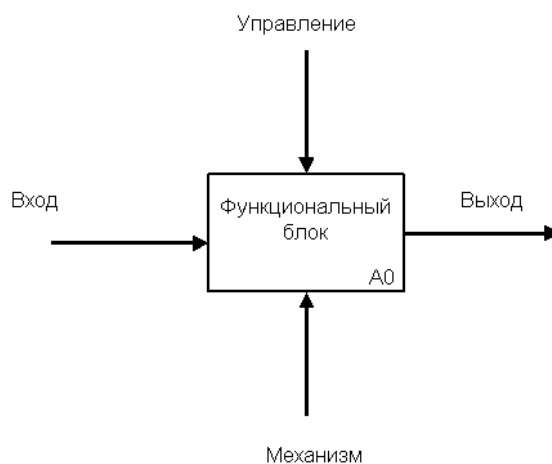 Управление
Вход
Функциональный
блок
Выход
A0
Механизм